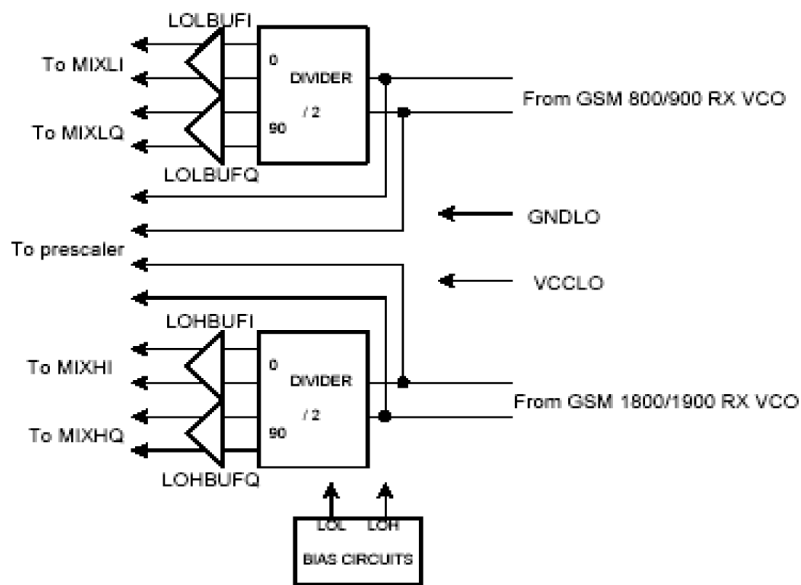 LOLBUFI
To MIXLI
0
DIVIDER
From GSM 800/900 RX VCO
To MIXLQ
/ 2
90
LOLBUFQ
GNDLO
To prescaler
VCCLO
LOHBUFI
To MIXHI
0
DIVIDER
From GSM 1800/1900 RX VCO
/ 2
To MIXHQ
90
LOHBUFQ
LOL LOH
BIAS CIRCUITS